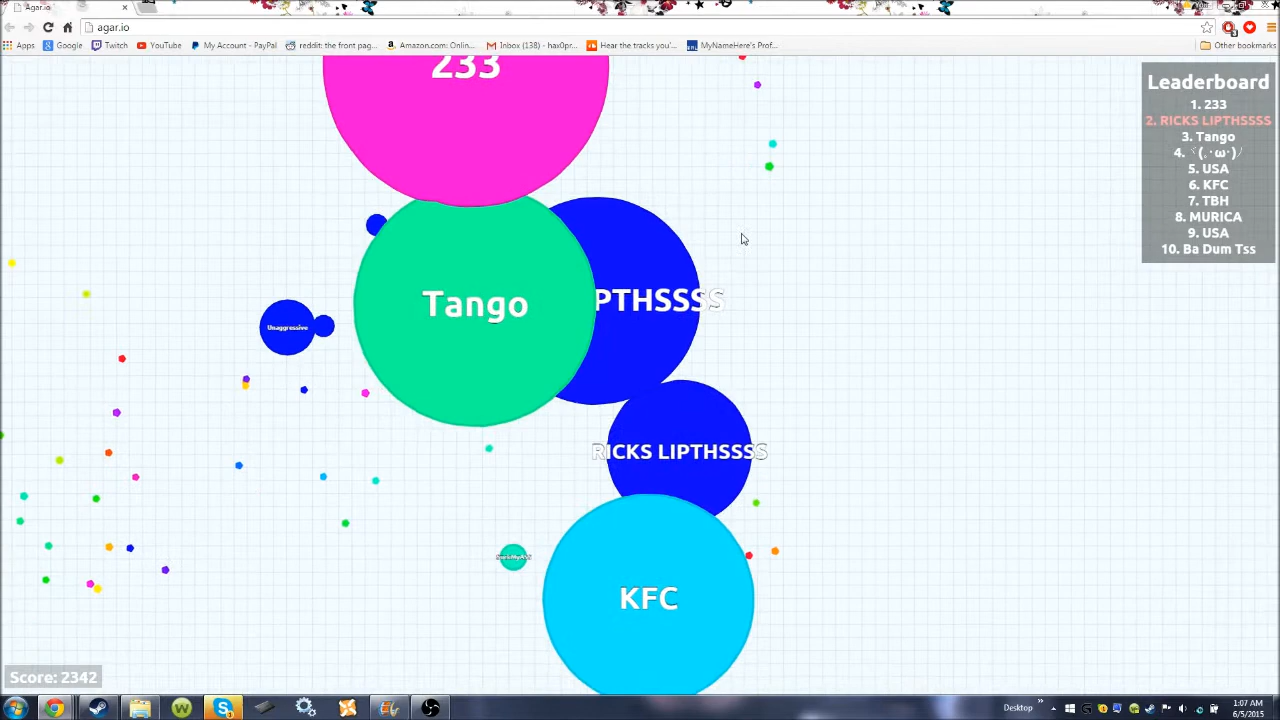 Agar.io
agar.io
Apps
Google
Twitch
YouTube
My Account - PayPal
reddit: the front pag...
Amazon.com: Onlin...
Inbox (138) - hax0pr...
Hear the tracks you'...
MyNameHere's Prof...
Other bookmarks
233
Leaderboard
1. 233
2. RICKS LIPTHSSSS
3. Tango
4.
5. USA
6. KFC
7. TBH
8. MURICA
9. USA
10. Ba Dum Tss
Tango
PTHSSSS
Unaggressive
RICKS LIPTHSSSS
KFC
Score: 2342
Desktop
1:07 AM
6/5/2015